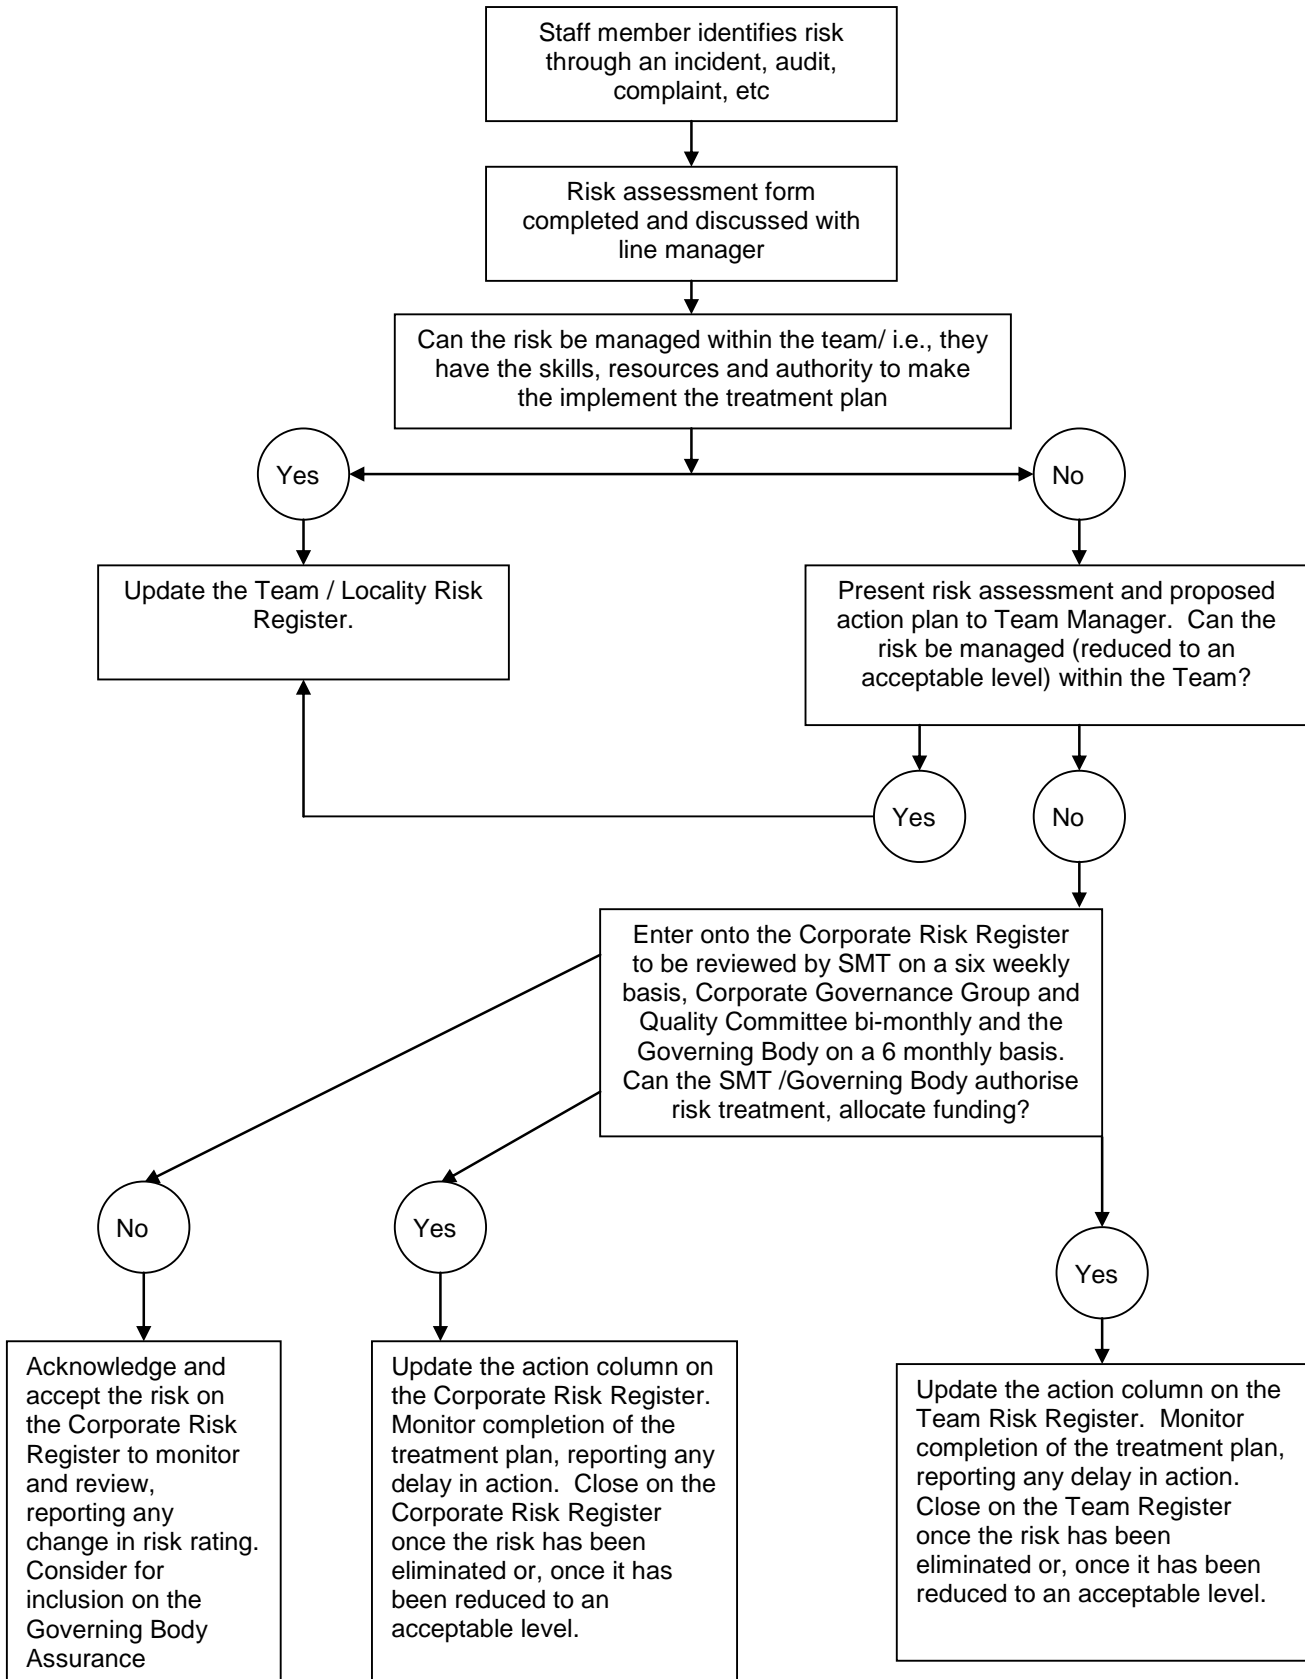 Staff member identifies risk
through an incident, audit,
complaint, etc
Risk assessment form
completed and discussed with
line manager
Can the risk be managed within the team/ i.e., they
have the skills, resources and authority to make
the implement the treatment plan
Yes
No
Update the Team / Locality Risk
Register.
Present risk assessment and proposed
action plan to Team Manager.  Can the
risk be managed (reduced to an
acceptable level) within the Team?
Yes
No
Enter onto the Corporate Risk Register
to be reviewed by SMT on a six weekly
basis, Corporate Governance Group and
Quality Committee bi-monthly and the
Governing Body on a 6 monthly basis.
Can the SMT /Governing Body authorise
risk treatment, allocate funding?
No
Yes
Yes
Acknowledge and
accept the risk on
the Corporate Risk
Register to monitor
and review,
reporting any
change in risk rating.
Consider for
inclusion on the
Governing Body
Assurance
Update the action column on
the Corporate Risk Register.
Monitor completion of the
treatment plan, reporting any
delay in action.  Close on the
Corporate Risk Register
once the risk has been
eliminated or, once it has
been reduced to an
acceptable level.
Update the action column on the
Team Risk Register.  Monitor
completion of the treatment plan,
reporting any delay in action.
Close on the Team Register
once the risk has been
eliminated or, once it has been
reduced to an acceptable level.